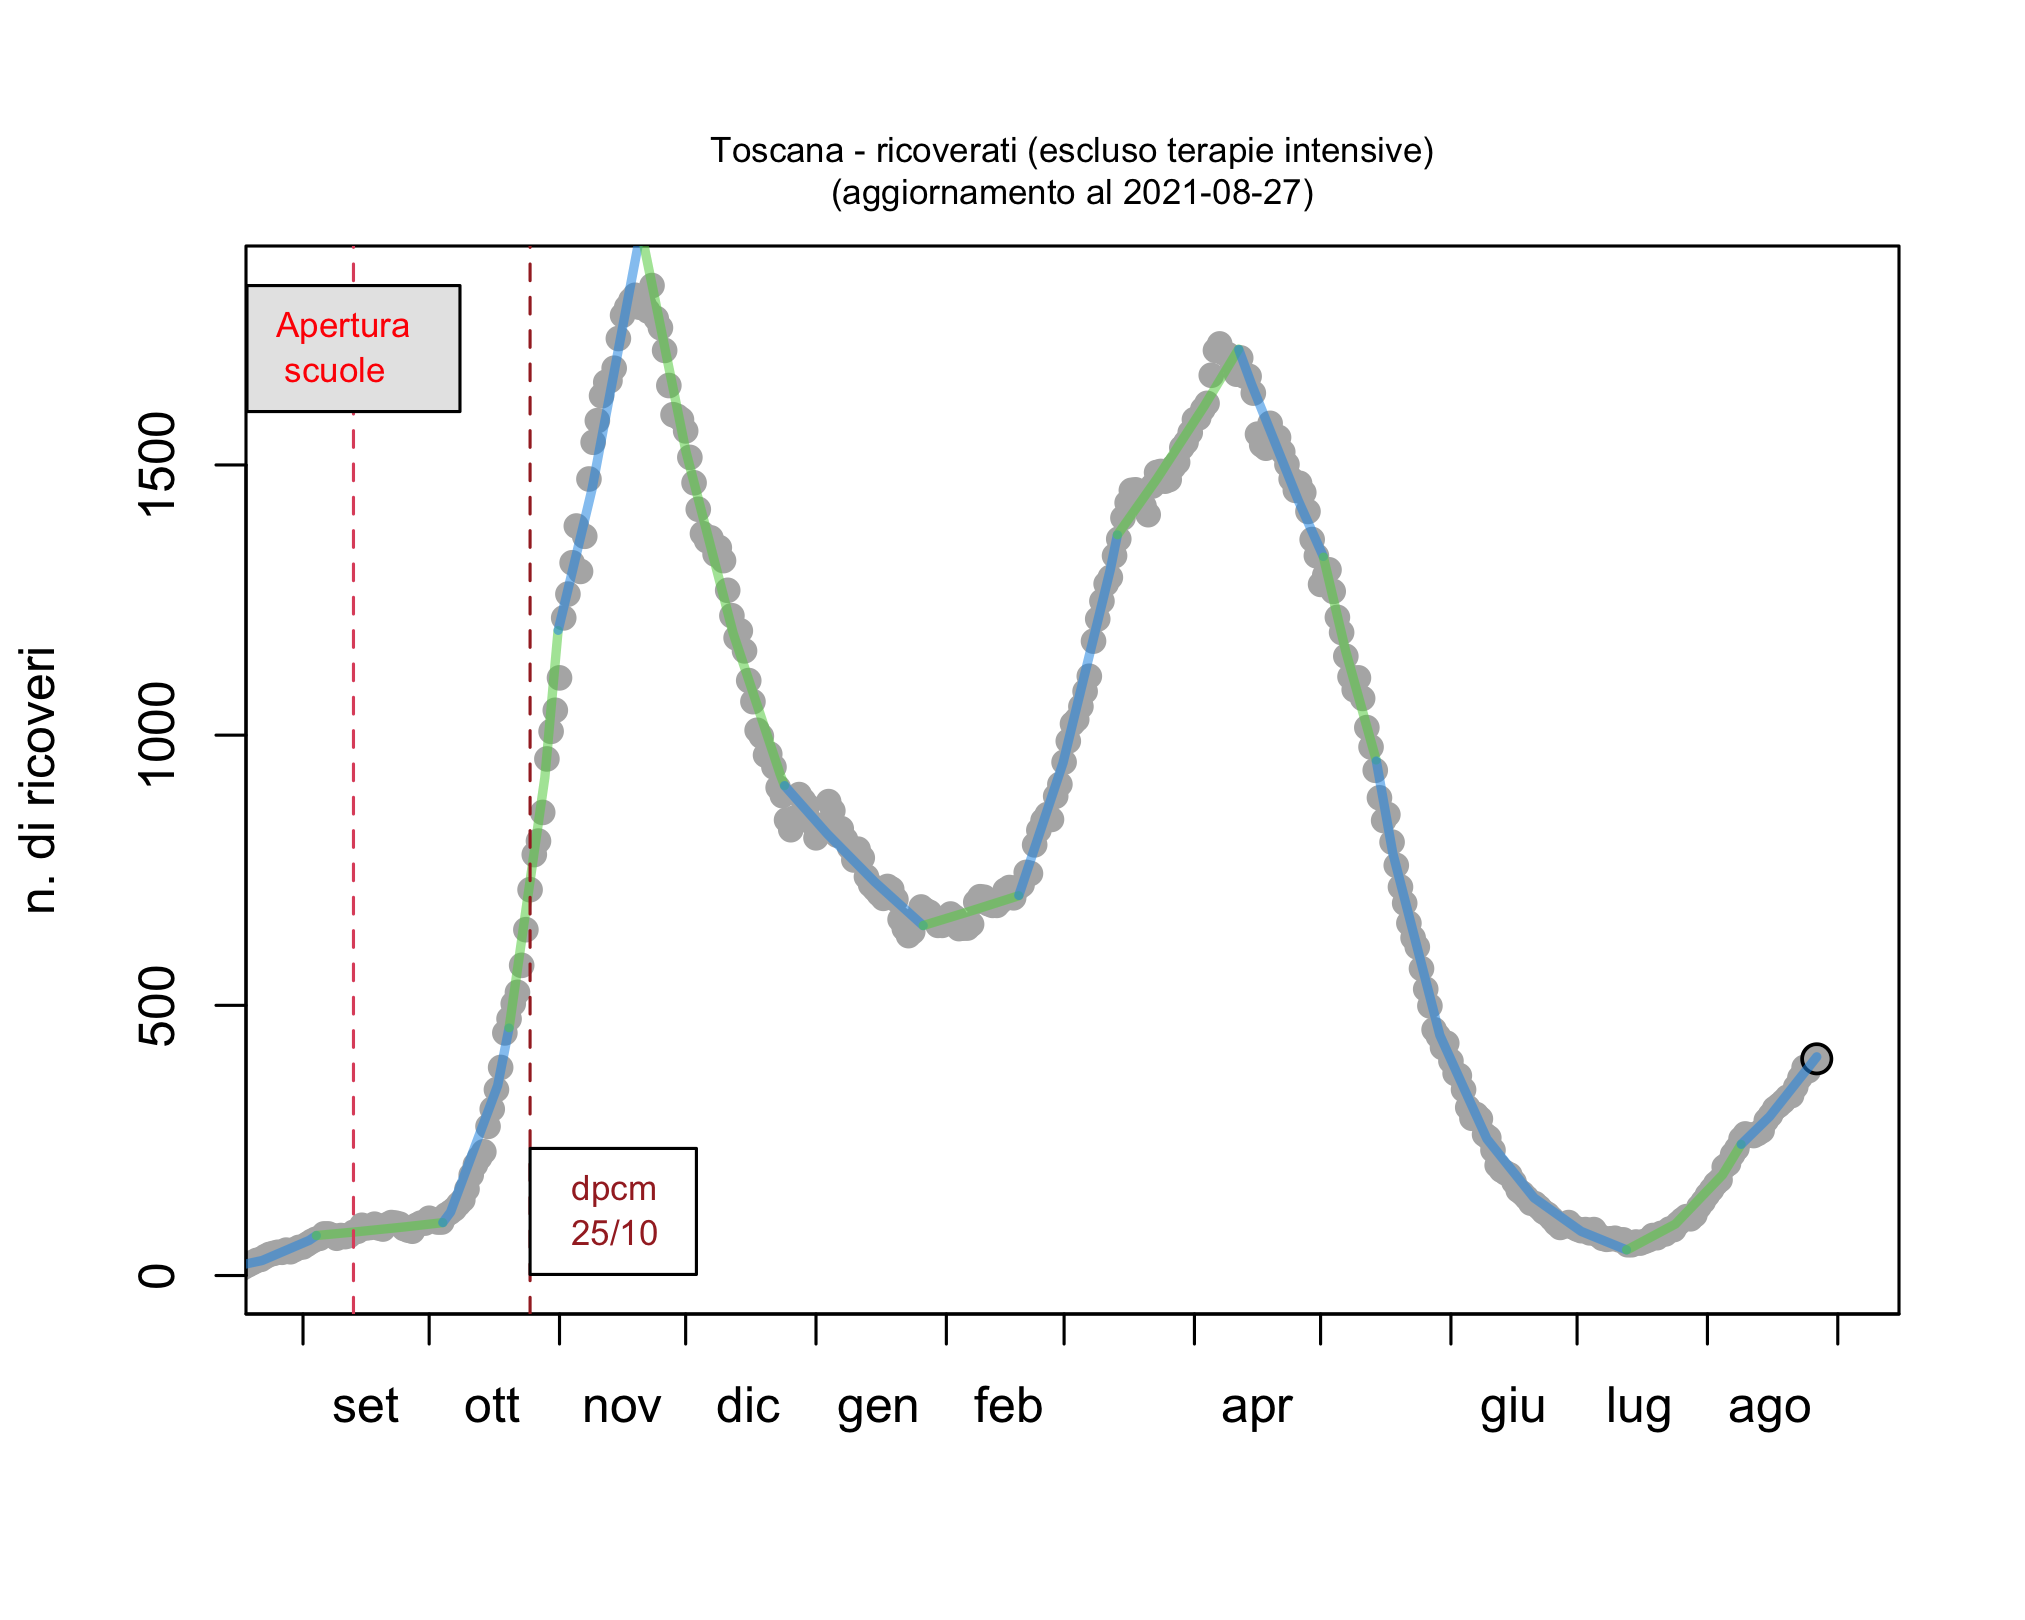 Toscana - ricoverati (escluso terapie intensive)
(aggiornamento al 2021-08-27)
Apertura
scuole
dpcm
25/10
n. di ricoveri
1500
1000
500
0
set ott nov dic gen feb apr giu lug ago